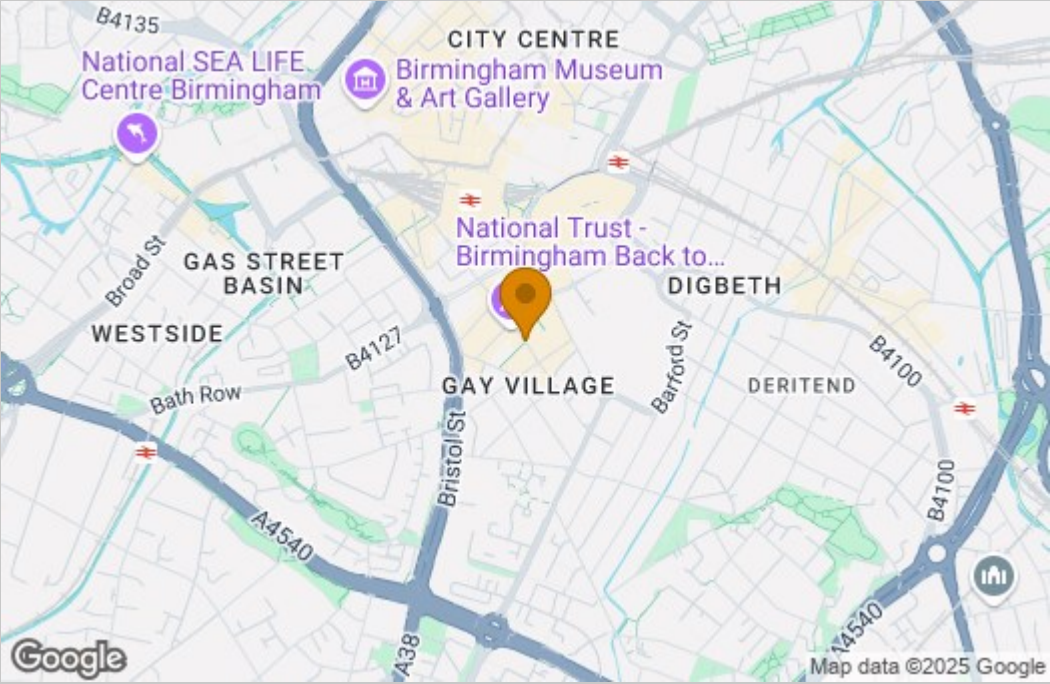 B4135
CITY CENTRE
National SEA LIFE
Centre Birmingham
Birmingham Museum
& Art Gallery
National Trust -
Birmingham Back to...
Broad St
GAS STREET
BASIN
DIGBETH
WESTSIDE
B4127
Barford St
B4100
GAY VILLAGE
DERITEND
Bath Row
Bristol St
B4100
A4540
A38
A4540
Google
Map data ©2025 Google